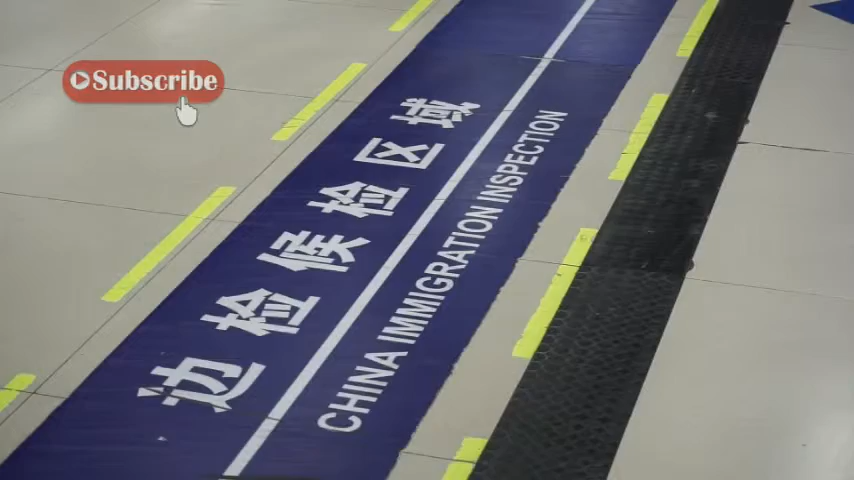 Subscribe
边检候检区域
CHINA IMMIGRATION INSPECTION